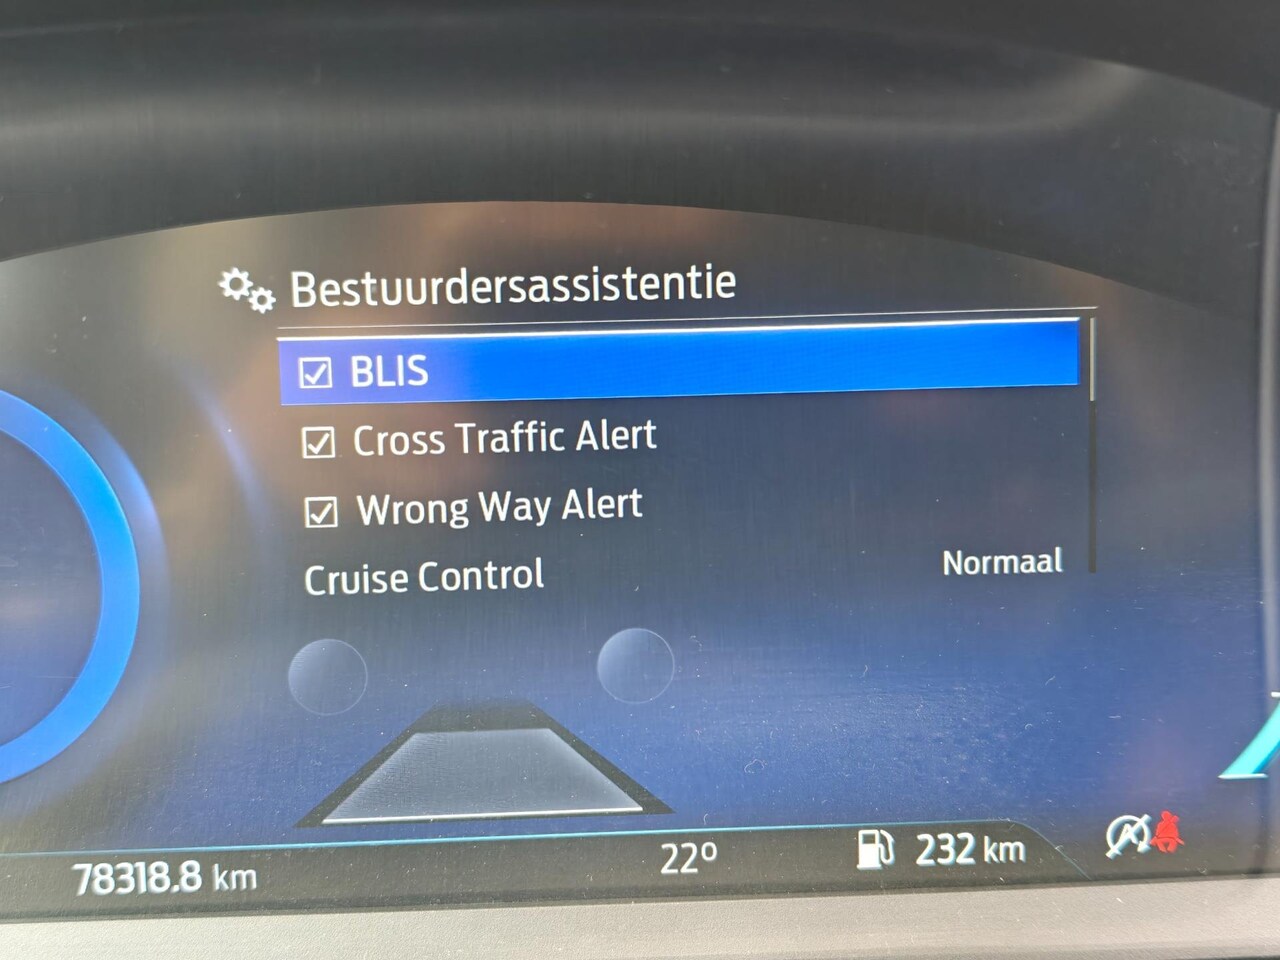 Bestuurdersassistentie
BLIS
Cross Traffic Alert
Wrong Way Alert
Cruise Control Normaal
78318.8 km 22° 232 km